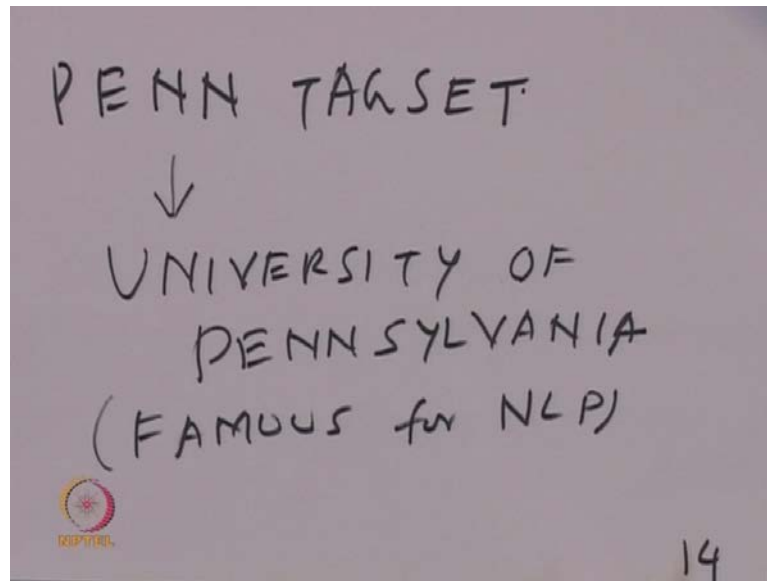 PENN TAGSET
↓
UNIVERSITY OF
PENNSYLVANIA
(FAMOUS for NLP)
NPTEL
14